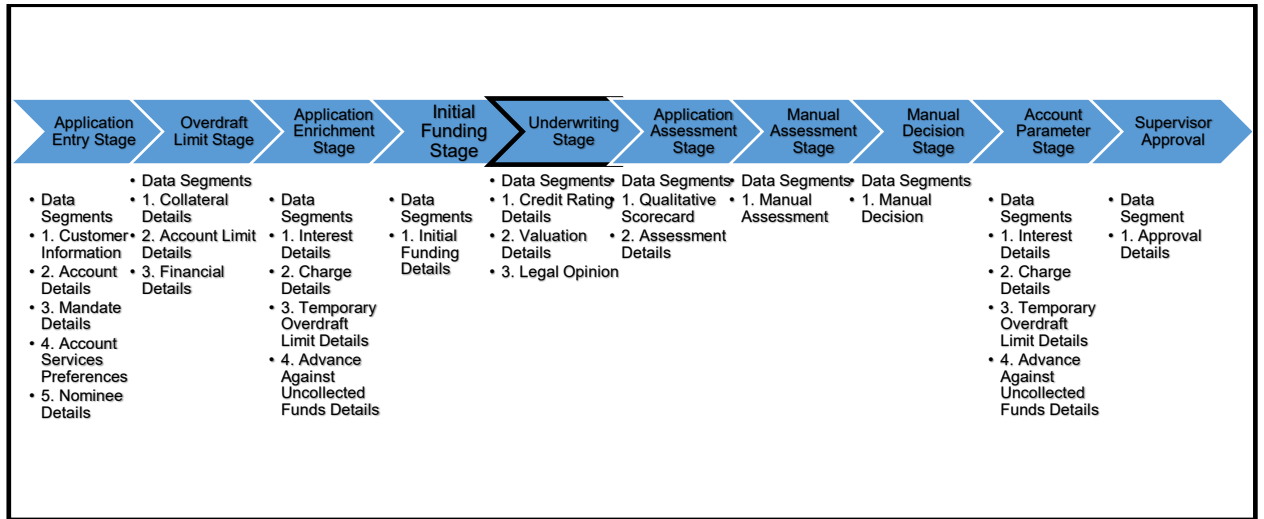 Application
Entry Stage
Overdraft
Limit Stage
Application
Enrichment
Stage
Initial
Funding
Stage
Underwriting
Stage
Application
Assessment
Stage
Manual
Assessment
Stage
Manual
Decision
Stage
Account
Parameter
Stage
Supervisor
Approval
• Data
Segments
• 1. Customer
Information
• 2. Account
Details
• 3. Mandate
Details
• 4. Account
Services
Preferences
• 5. Nominee
Details
• Data Segments
• 1. Collateral
Details
• 2. Account Limit
Details
• 3. Financial
Details
• Data
Segments
• 1. Interest
Details
• 2. Charge
Details
• 3. Temporary
Overdraft
Limit Details
• 4. Advance
Against
Uncollected
Funds Details
• Data
Segments
• 1. Initial
Funding
Details
• Data Segments
• 1. Credit Rating
Details
• 2. Valuation
Details
• 3. Legal Opinion
• Data Segments
• 1. Qualitative
Scorecard
• 2. Assessment
Details
• Data Segments
• 1. Manual
Assessment
• Data Segments
• 1. Manual
Decision
• Data
Segments
• 1. Interest
Details
• 2. Charge
Details
• 3. Temporary
Overdraft
Limit Details
• 4. Advance
Against
Uncollected
Funds Details
• Data
Segment
• 1. Approval
Details